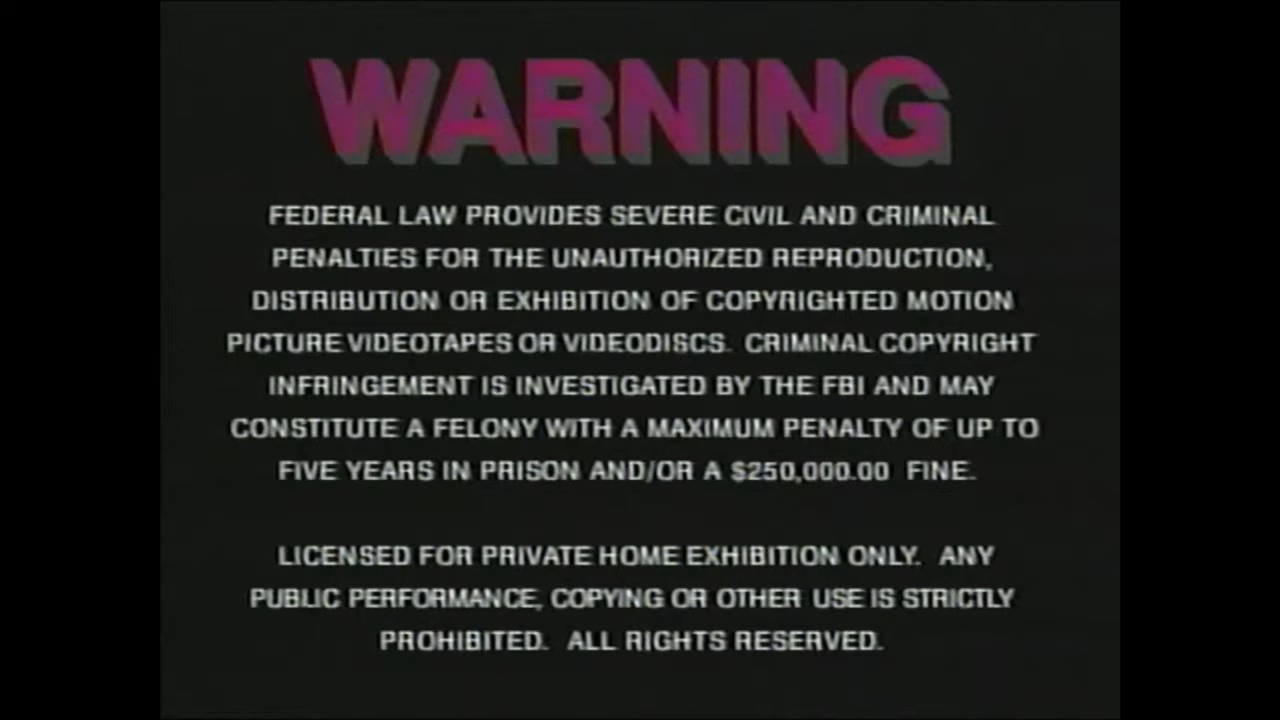 WARNING
FEDERAL LAW PROVIDES SEVERE CIVIL AND CRIMINAL
PENALTIES FOR THE UNAUTHORIZED REPRODUCTION,
DISTRIBUTION OR EXHIBITION OF COPYRIGHTED MOTION
PICTURE VIDEOTAPES OR VIDEODISCS. CRIMINAL COPYRIGHT
INFRINGEMENT IS INVESTIGATED BY THE FBI AND MAY
CONSTITUTE A FELONY WITH A MAXIMUM PENALTY OF UP TO
FIVE YEARS IN PRISON AND/OR A $250,000.00 FINE.
LICENSED FOR PRIVATE HOME EXHIBITION ONLY. ANY
PUBLIC PERFORMANCE, COPYING OR OTHER USE IS STRICTLY
PROHIBITED. ALL RIGHTS RESERVED.